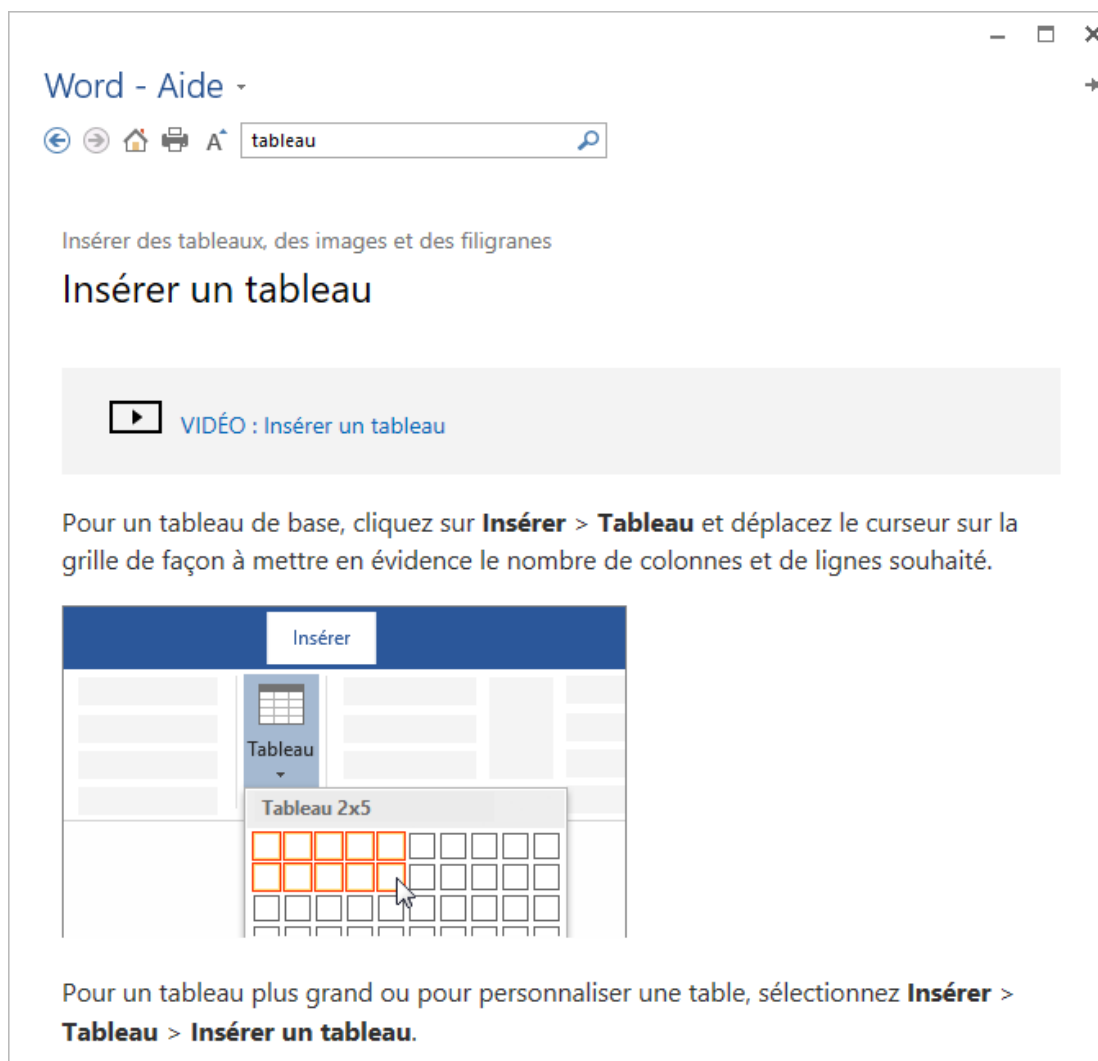 Word - Aide
A
tableau
Insérer des tableaux, des images et des filigranes
Insérer un tableau
VIDÉO : Insérer un tableau
Pour un tableau de base, cliquez sur Insérer > Tableau et déplacez le curseur sur la
grille de façon à mettre en évidence le nombre de colonnes et de lignes souhaité.
Insérer
Tableau
Tableau 2x5
Pour un tableau plus grand ou pour personnaliser une table, sélectionnez Insérer >
Tableau > Insérer un tableau.